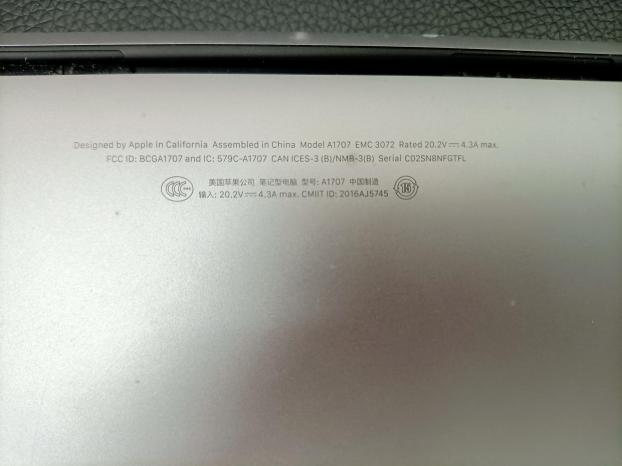 Designed by Apple in California Assembled in China Model A1707 EMC 3072 Rated 20.2V⎓4.3A max.
FCC ID: BCGA1707 and IC: 579C-A1707 CAN ICES-3 (B)/NMB-3(B) Serial C02SN8NFGTFL
美国苹果公司 笔记型电脑 型号: A1707 中国制造
输入: 20.2V⎓4.3A max. CMIIT ID: 2016AJ5745